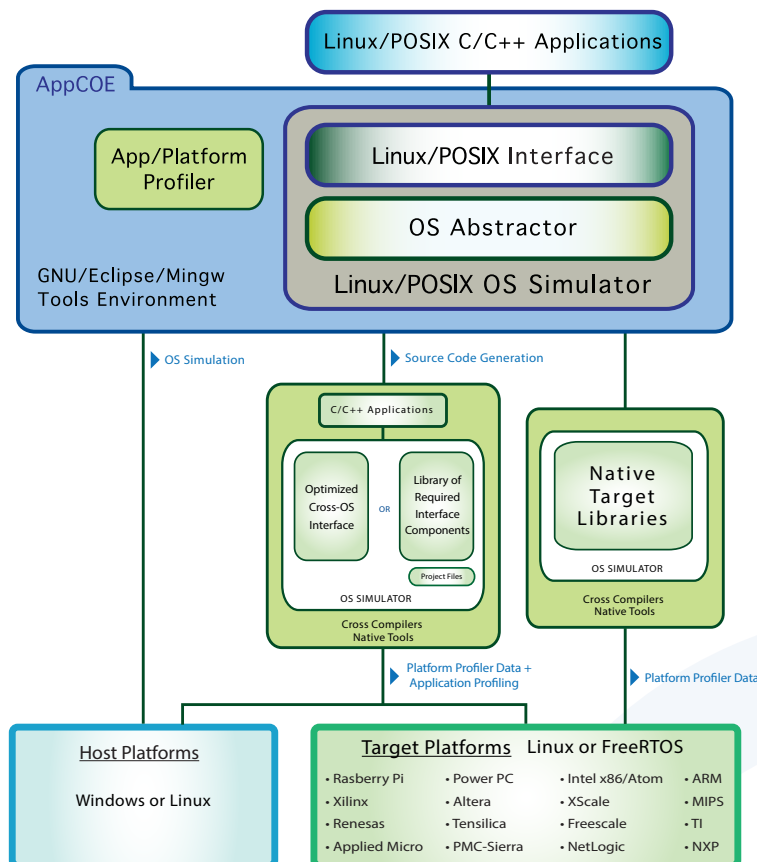 Linux/POSIX C/C++ Applications
AppCOE
App/Platform
Profiler
Linux/POSIX Interface
OS Abstractor
GNU/Eclipse/Mingw
Tools Environment
Linux/POSIX OS Simulator
OS Simulation
Source Code Generation
C/C++ Applications
Optimized
Cross-OS
Interface
OR
Library of
Required
Interface
Components
Project Files
OS SIMULATOR
Cross Compilers
Native Tools
Native
Target
Libraries
OS SIMULATOR
Cross Compilers
Native Tools
Platform Profiler Data +
Application Profiling
Platform Profiler Data
Host Platforms
Windows or Linux
Target Platforms Linux or FreeRTOS
• Rasberry Pi
• Xilinx
• Renesas
• Applied Micro
• Power PC
• Altera
• Tensilica
• PMC-Sierra
• Intel x86/Atom
• XScale
• Freescale
• NetLogic
• ARM
• MIPS
• TI
• NXP